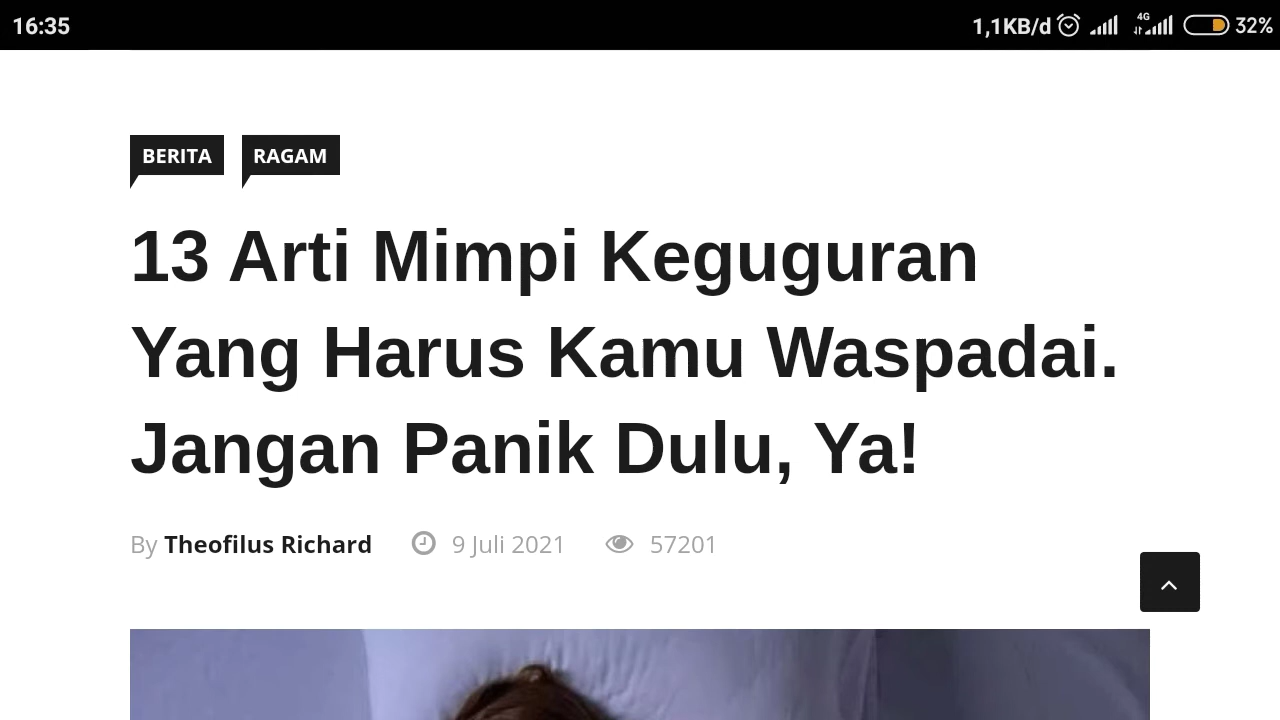 16:35 1,1KB/d 4G 32%
BERITA RAGAM
13 Arti Mimpi Keguguran
Yang Harus Kamu Waspadai.
Jangan Panik Dulu, Ya!
By Theofilus Richard 9 Juli 2021 57201